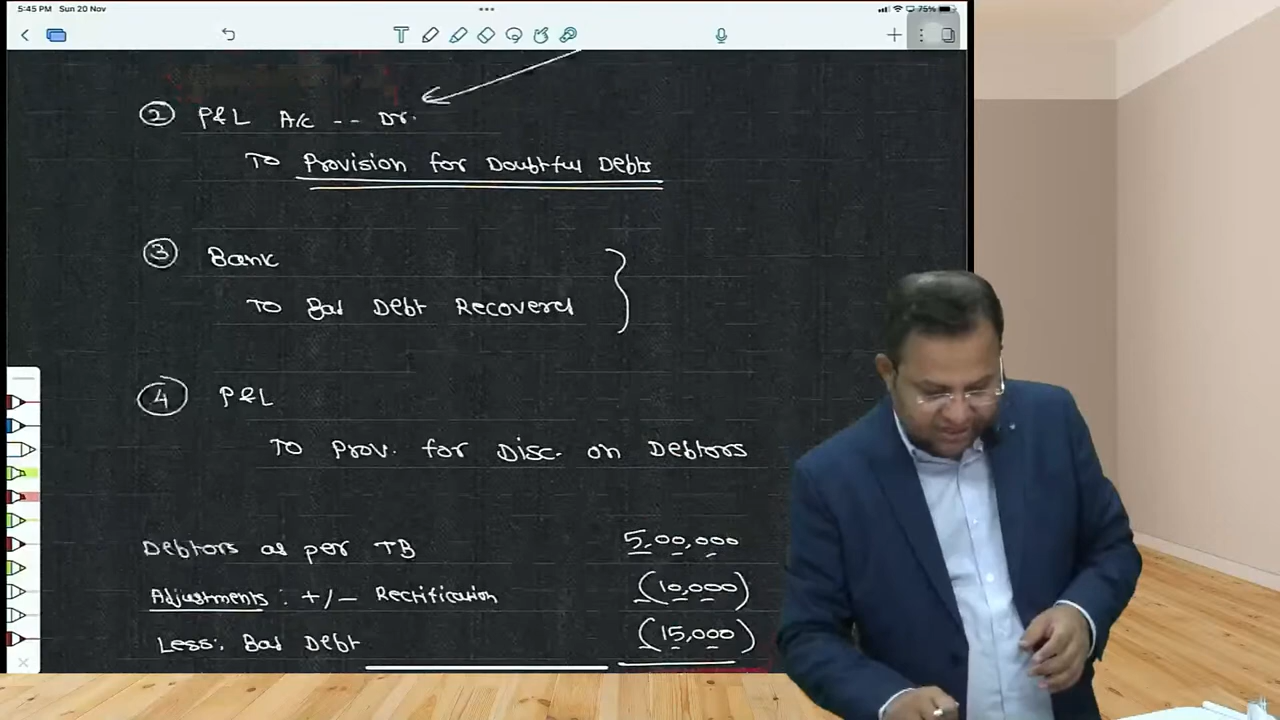 5:45 PM Sun 20 Nov
75%
② P&L A/c -- Dr.
To Provision for Doubtful Debts
③ Bank
To Bad Debt Recovered
④ P&L
To Prov. for Disc. on Debtors
Debtors as per TB 5,00,000
Adjustments: +/- Rectification (10,000)
Less: Bad Debt (15,000)